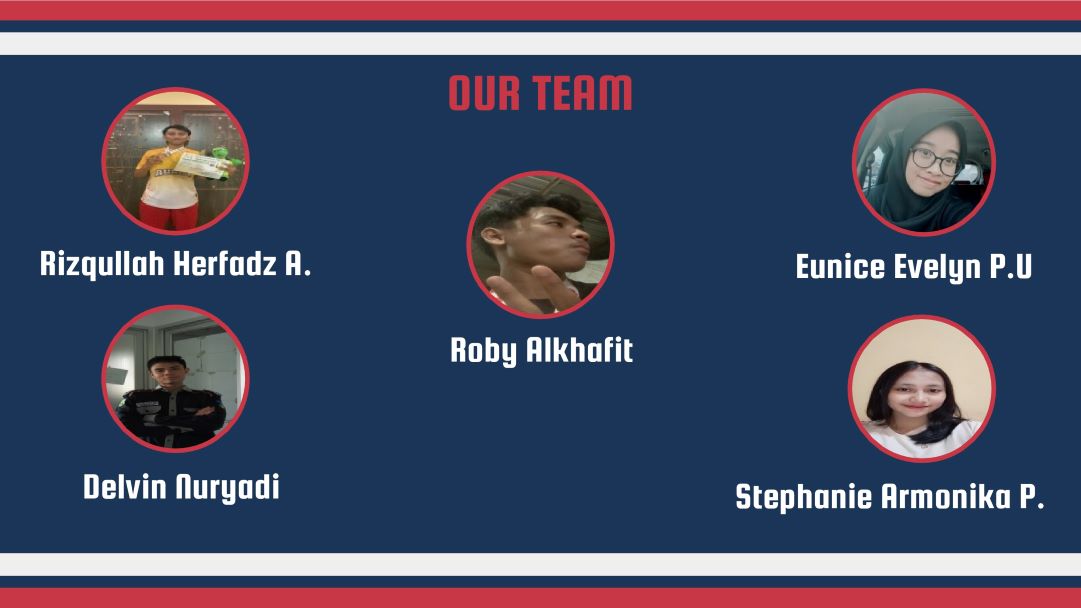 OUR TEAM
Rizqullah Herfadz A.
Eunice Evelyn P.U
Roby Alkhafit
Delvin Nuryadi
Stephanie Armonika P.